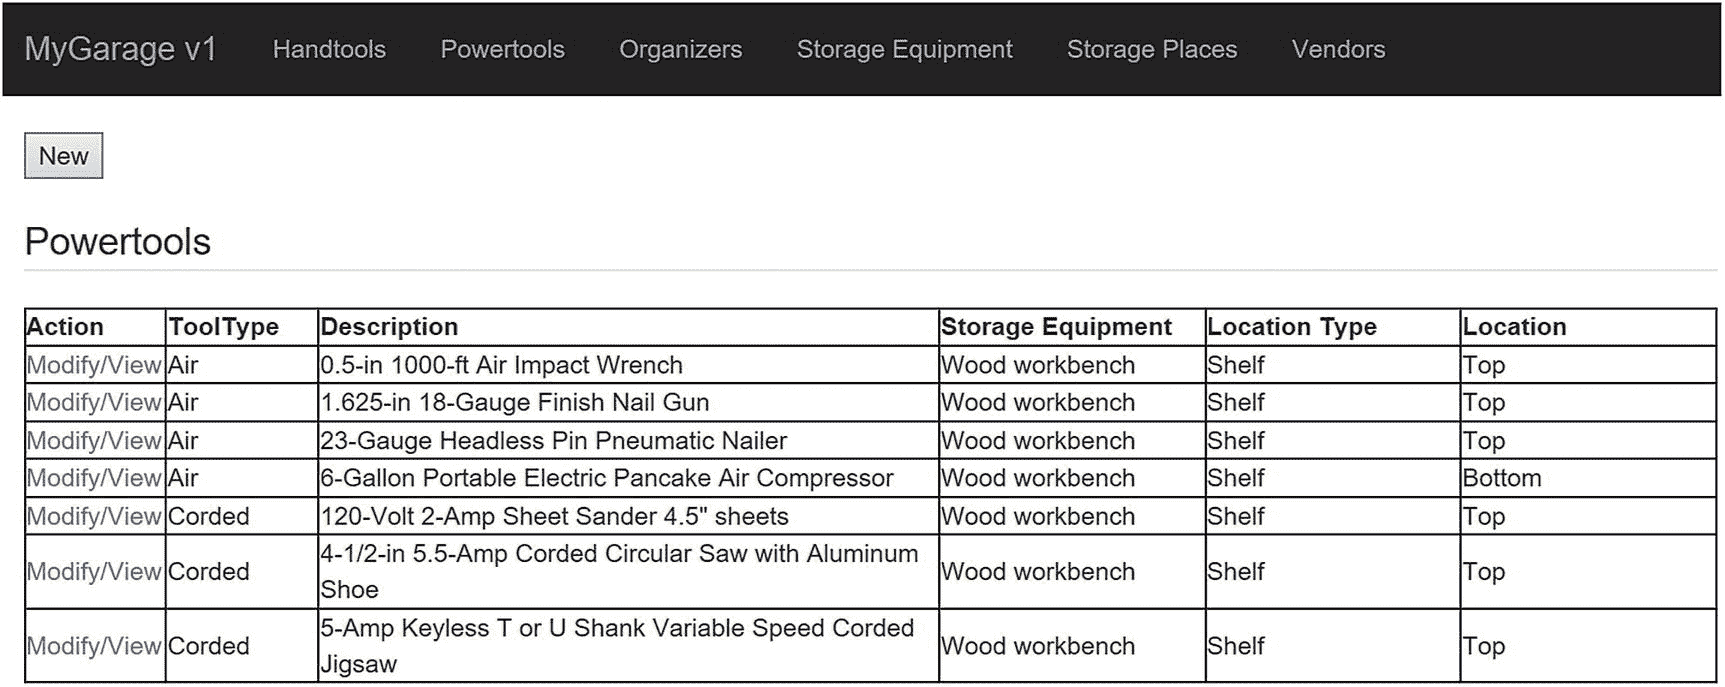 MyGarage v1 Handtools Powertools Organizers Storage Equipment Storage Places Vendors
New
Powertools
Action ToolType Description Storage Equipment Location Type Location
Modify/View Air 0.5-in 1000-ft Air Impact Wrench Wood workbench Shelf Top
Modify/View Air 1.625-in 18-Gauge Finish Nail Gun Wood workbench Shelf Top
Modify/View Air 23-Gauge Headless Pin Pneumatic Nailer Wood workbench Shelf Top
Modify/View Air 6-Gallon Portable Electric Pancake Air Compressor Wood workbench Shelf Bottom
Modify/View Corded 120-Volt 2-Amp Sheet Sander 4.5" sheets Wood workbench Shelf Top
Modify/View Corded 4-1/2-in 5.5-Amp Corded Circular Saw with Aluminum
Shoe Wood workbench Shelf Top
Modify/View Corded 5-Amp Keyless T or U Shank Variable Speed Corded
Jigsaw Wood workbench Shelf Top